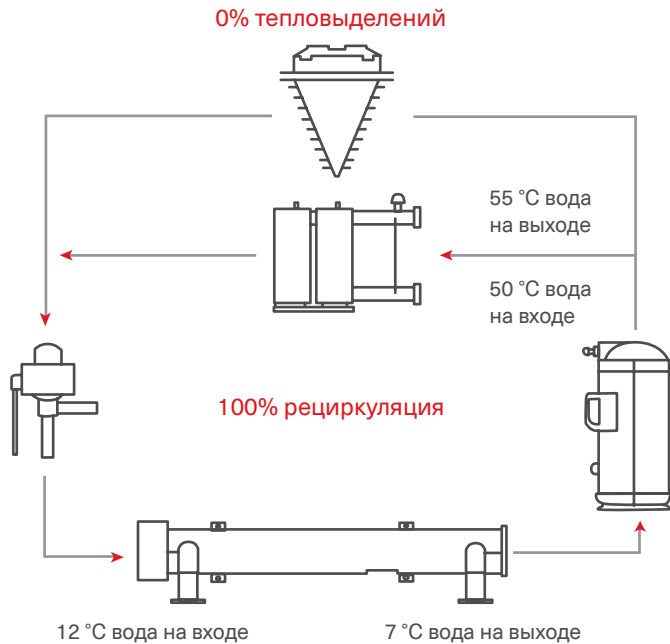 0% тепловыделений
55 °C вода
на выходе
50 °C вода
на входе
100% рециркуляция
12 °C вода на входе
7 °C вода на выходе